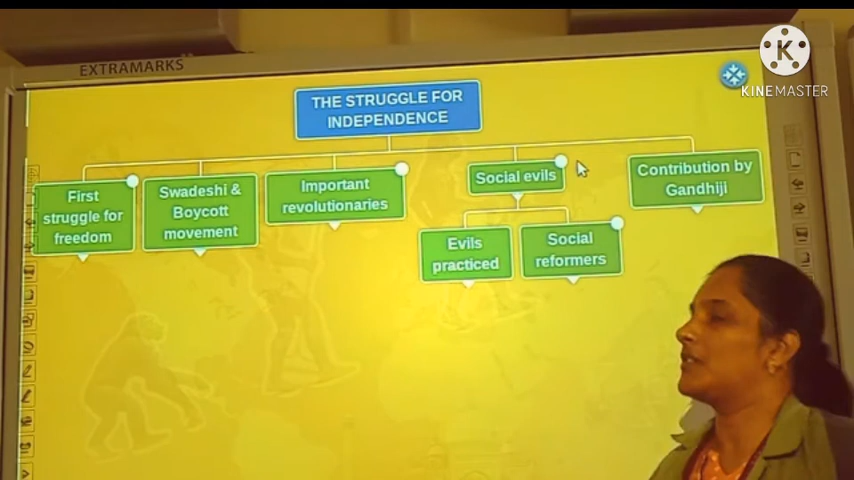 EXTRAMARKS
KINEMASTER
THE STRUGGLE FOR
INDEPENDENCE
First
struggle for
freedom
Swadeshi &
Boycott
movement
Important
revolutionaries
Social evils
Evils
practiced
Social
reformers
Contribution by
Gandhiji